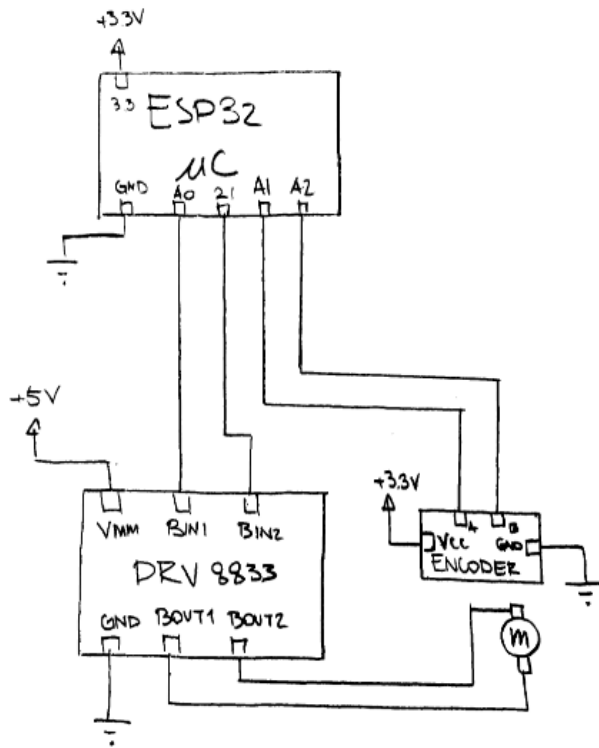 +3.3V
3.3
ESP32
μC
GND A0 21 A1 A2
+5V
+3.3V
VMM BIN1 BIN2
A B
VCC GND
ENCODER
DRV 8833
GND BOUT1 BOUT2
M